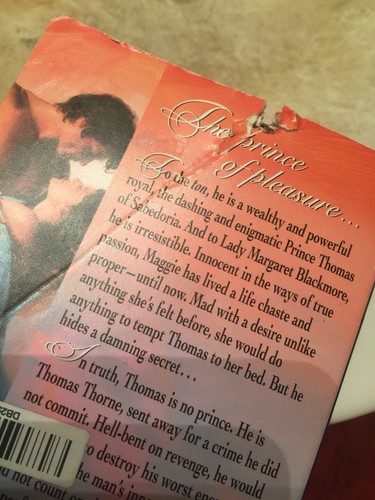 The prince
of pleasure...
To the ton, he is a wealthy and powerful
royal, the dashing and enigmatic Prince Thomas
of Sabedoria. And to Lady Margaret Blackmore,
he is irresistible. Innocent in the ways of true
passion, Maggie has lived a life chaste and
proper—until now. Mad with a desire unlike
anything she's felt before, she would do
anything to tempt Thomas to her bed. But he
hides a damning secret...
In truth, Thomas is no prince. He is
Thomas Thorne, sent away for a crime he did
not commit. Hell-bent on revenge, he would
to destroy his worst
not count on
he man's